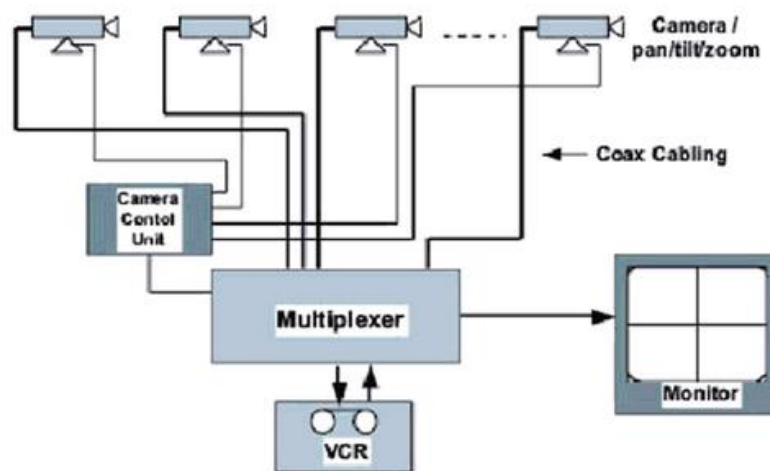 Camera /
pan/tilt/zoom
Coax Cabling
Camera
Contol
Unit
Multiplexer
Monitor
VCR